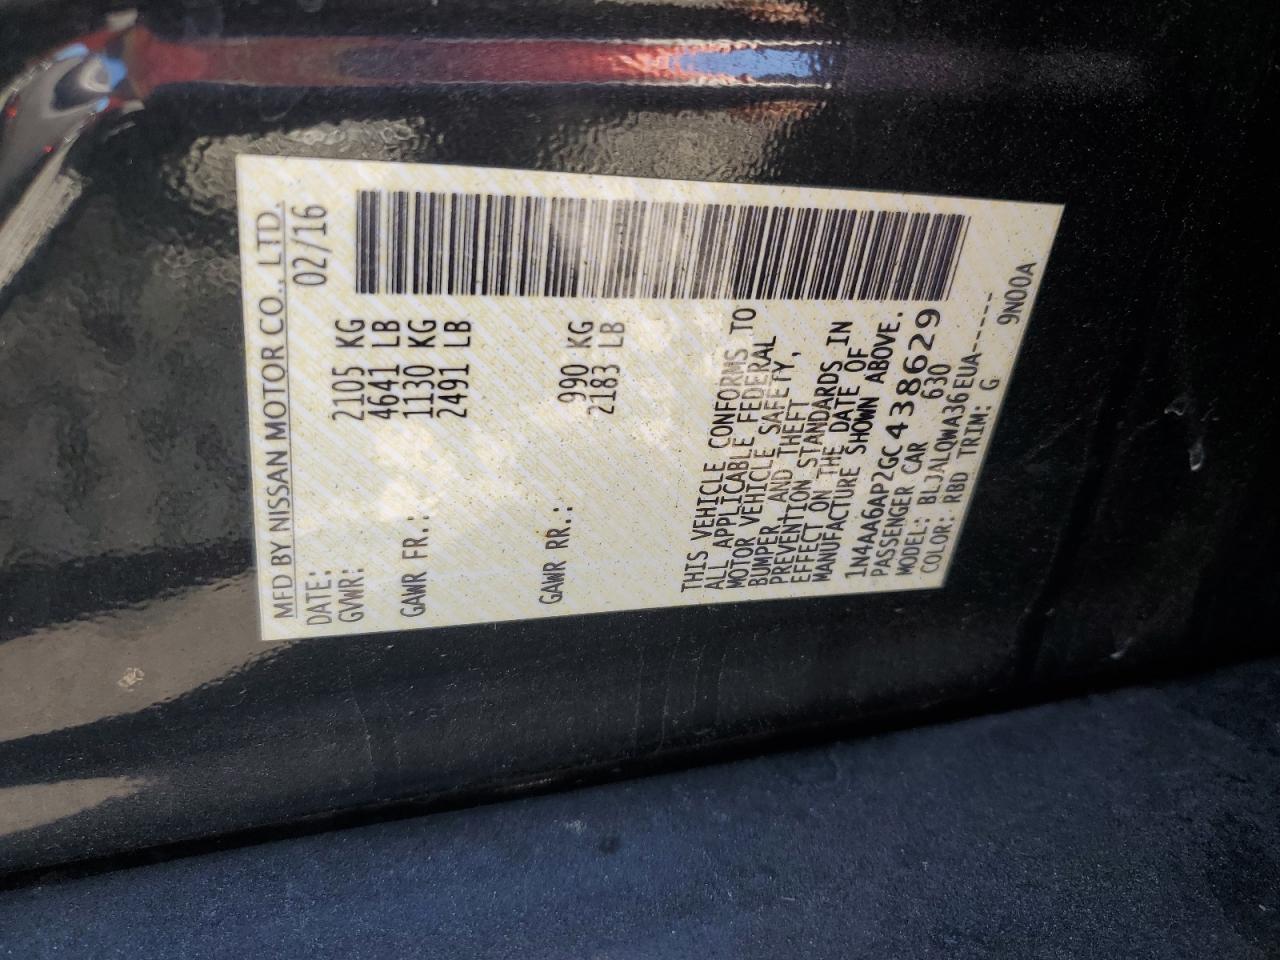 MFD BY NISSAN MOTOR CO., LTD.
DATE: 02/16
GVWR: 2105 KG
4641 LB
GAWR FR.: 1130 KG
2491 LB
GAWR RR.: 990 KG
2183 LB
THIS VEHICLE CONFORMS TO
ALL APPLICABLE FEDERAL
MOTOR VEHICLE SAFETY,
BUMPER, AND THEFT
PREVENTION STANDARDS IN
EFFECT ON THE DATE OF
MANUFACTURE SHOWN ABOVE.
1N4AA6AP2GC438629
PASSENGER CAR 630
MODEL: BLJALQWA36EUA-----
COLOR: RBD TRIM: G 9N00A